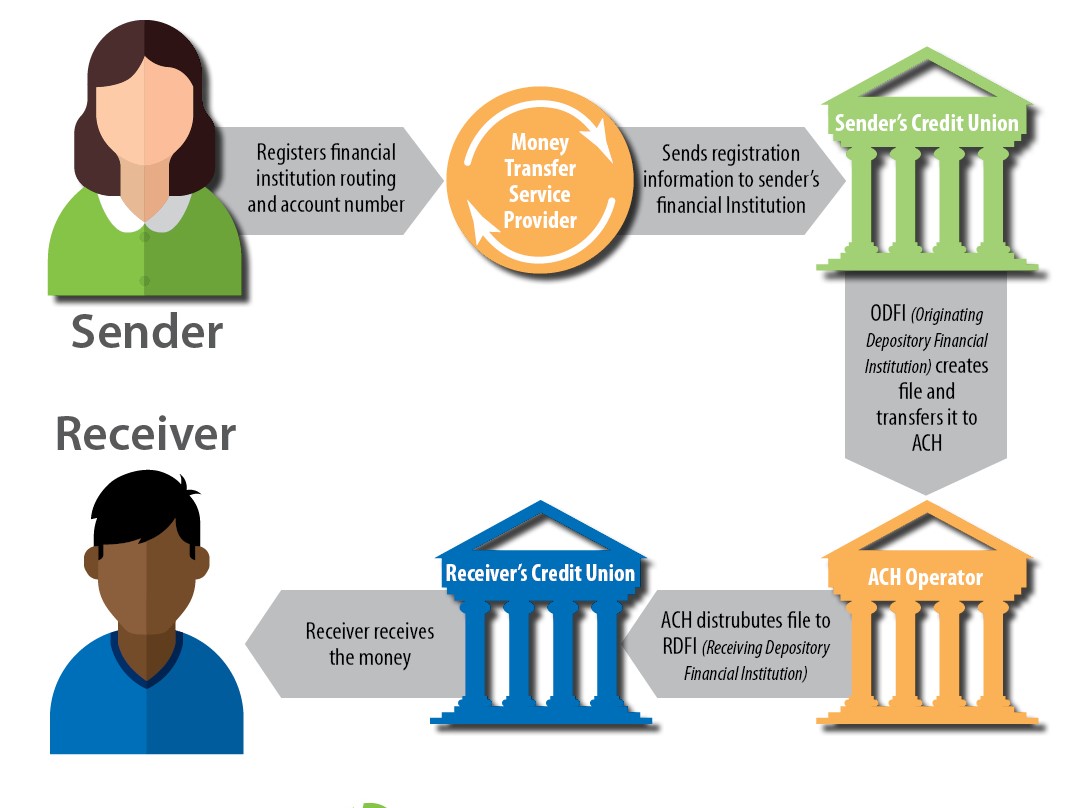 Registers financial
institution routing
and account number
Money
Transfer
Service
Provider
Sends registration
information to sender's
financial Institution
Sender's Credit Union
Sender
ODFI (Originating
Depository Financial
Institution) creates
file and
transfers it to
ACH
ACH Operator
ACH distrubutes file to
RDFI (Receiving Depository
Financial Institution)
Receiver's Credit Union
Receiver receives
the money
Receiver